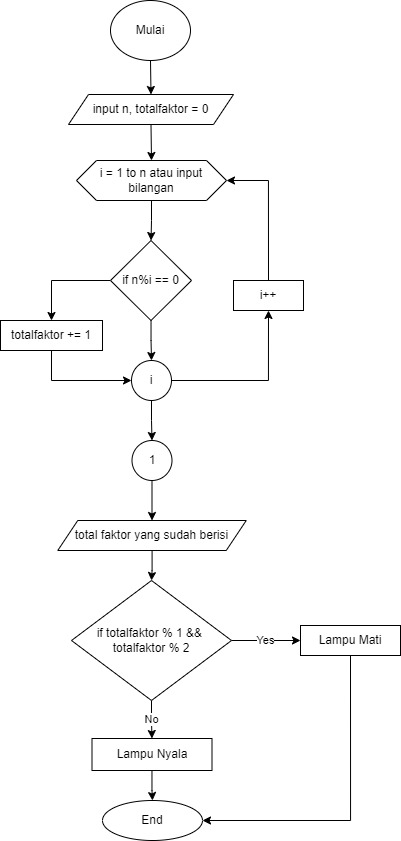 Mulai
input n, totalfaktor = 0
i = 1 to n atau input
bilangan
if n%i == 0
i++
totalfaktor += 1
i
1
total faktor yang sudah berisi
if totalfaktor % 1 &&
totalfaktor % 2
Yes
Lampu Mati
No
Lampu Nyala
End